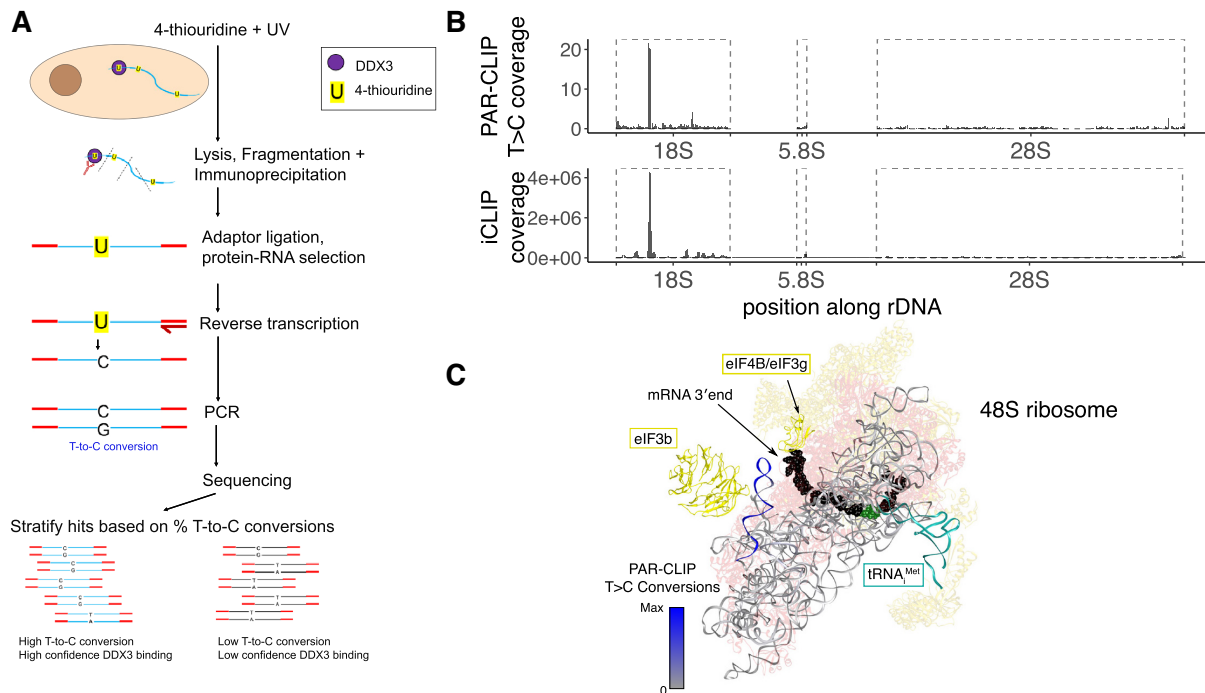 A
4-thiouridine + UV
U
U
U
U
DDX3
U
4-thiouridine
U
U
U
Lysis, Fragmentation +
Immunoprecipitation
U
Adaptor ligation,
protein-RNA selection
U
Reverse transcription
C
C
G
PCR
T-to-C conversion
Sequencing
Stratify hits based on % T-to-C conversions
C
G
C
G
C
G
C
G
T
A
C
G
T
A
T
A
T
A
T
A
High T-to-C conversion
High confidence DDX3 binding
Low T-to-C conversion
Low confidence DDX3 binding
B
PAR-CLIP
T>C coverage
20
10
0
18S
5.8S
28S
iCLIP
coverage
4e+06
2e+06
0e+00
18S
5.8S
28S
position along rDNA
C
eIF4B/eIF3g
mRNA 3′end
48S ribosome
eIF3b
PAR-CLIP
T>C Conversions
Max
0
tRNAiMet